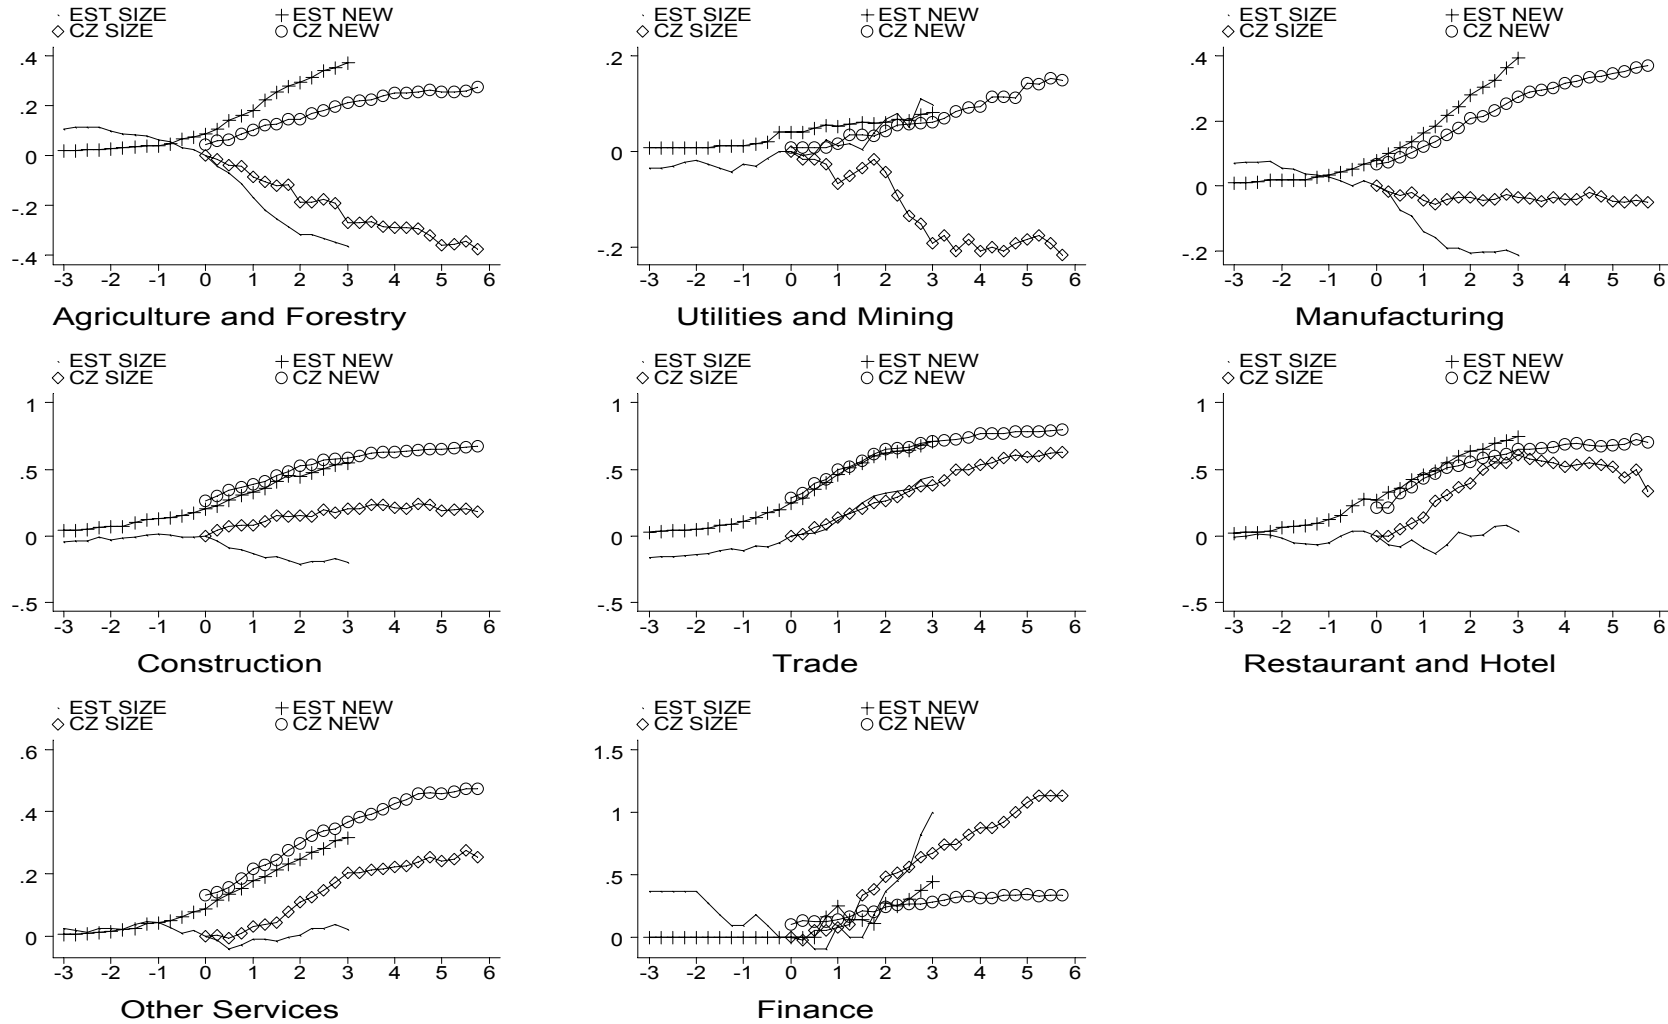 EST SIZE EST NEW
CZ SIZE CZ NEW
.4
.2
0
-.2
-.4
-3 -2 -1 0 1 2 3 4 5 6
Agriculture and Forestry
EST SIZE EST NEW
CZ SIZE CZ NEW
.2
0
-.2
-3 -2 -1 0 1 2 3 4 5 6
Utilities and Mining
EST SIZE EST NEW
CZ SIZE CZ NEW
.4
.2
0
-.2
-3 -2 -1 0 1 2 3 4 5 6
Manufacturing
EST SIZE EST NEW
CZ SIZE CZ NEW
1
.5
0
-.5
-3 -2 -1 0 1 2 3 4 5 6
Construction
EST SIZE EST NEW
CZ SIZE CZ NEW
1
.5
0
-.5
-3 -2 -1 0 1 2 3 4 5 6
Trade
EST SIZE EST NEW
CZ SIZE CZ NEW
1
.5
0
-.5
-3 -2 -1 0 1 2 3 4 5 6
Restaurant and Hotel
EST SIZE EST NEW
CZ SIZE CZ NEW
.6
.4
.2
0
-3 -2 -1 0 1 2 3 4 5 6
Other Services
EST SIZE EST NEW
CZ SIZE CZ NEW
1.5
1
.5
0
-3 -2 -1 0 1 2 3 4 5 6
Finance